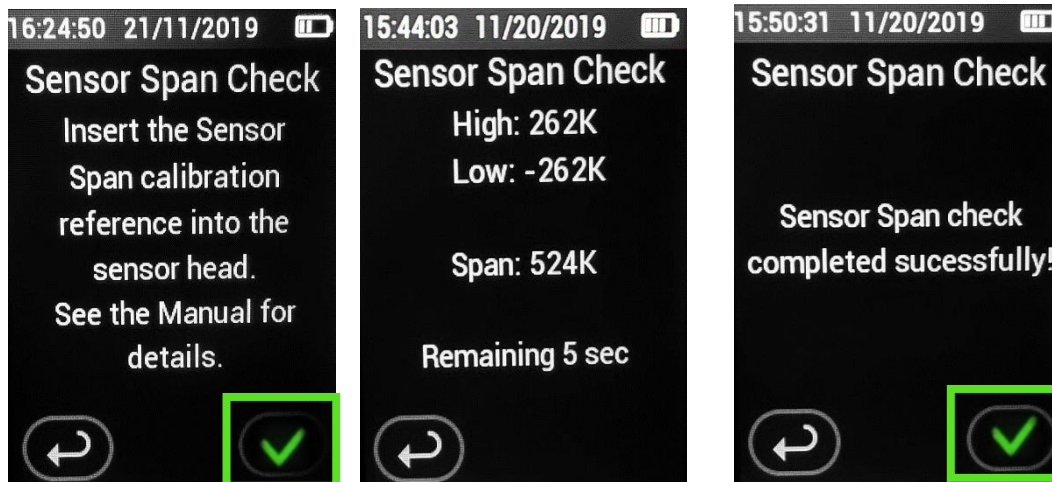 16:24:50 21/11/2019
Sensor Span Check
Insert the Sensor
Span calibration
reference into the
sensor head.
See the Manual for
details.
15:44:03 11/20/2019
Sensor Span Check
High: 262K
Low: -262K
Span: 524K
Remaining 5 sec
15:50:31 11/20/2019
Sensor Span Check
Sensor Span check
completed sucessfully!